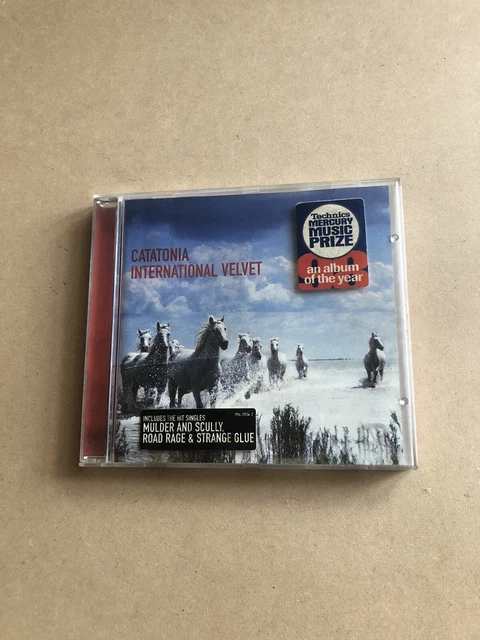 CATATONIA
INTERNATIONAL VELVET
Technics
MERCURY
MUSIC
PRIZE
an album
of the year
INCLUDES THE HIT SINGLES
MULDER AND SCULLY,
ROAD RAGE & STRANGE GLUE